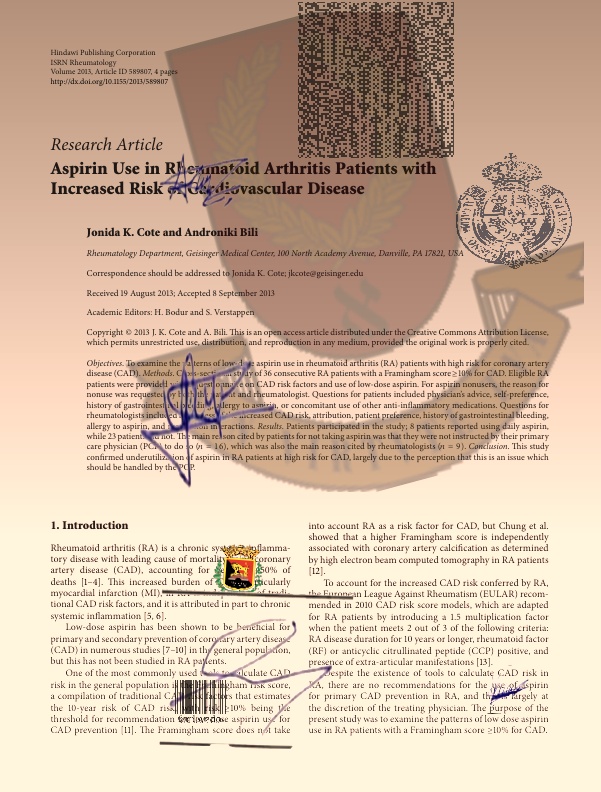 Hindawi Publishing Corporation
ISRN Rheumatology
Volume 2013, Article ID 589807, 4 pages
http://dx.doi.org/10.1155/2013/589807
Research Article
Aspirin Use in Rheumatoid Arthritis Patients with
Increased Risk of Cardiovascular Disease
Jonida K. Cote and Androniki Bili
Rheumatology Department, Geisinger Medical Center, 100 North Academy Avenue, Danville, PA 17821, USA
Correspondence should be addressed to Jonida K. Cote; jkcote@geisinger.edu
Received 19 August 2013; Accepted 8 September 2013
Academic Editors: H. Bodur and S. Verstappen
Copyright © 2013 J. K. Cote and A. Bili. This is an open access article distributed under the Creative Commons Attribution License,
which permits unrestricted use, distribution, and reproduction in any medium, provided the original work is properly cited.
Objectives. To examine the patterns of low-dose aspirin use in rheumatoid arthritis (RA) patients with high risk for coronary artery
disease (CAD). Methods. Cross-sectional study of 36 consecutive RA patients with a Framingham score≥10% for CAD. Eligible RA
patients were provided on CAD risk factors and use of low-dose aspirin. For aspirin nonusers, the reason for
nonuse was requested by both patient and rheumatologist. Questions for patients included physician's advice, self-preference,
history of gastrointestinal bleeding, allergy to aspirin, or concomitant use of other anti-inflammatory medications. Questions for
rheumatologists included increased CAD risk, attribution, patient preference, history of gastrointestinal bleeding,
allergy to aspirin, and interactions. Results. Patients participated in the study; 8 patients reported using daily aspirin,
while 23 patients did not. The main reason cited by patients for not taking aspirin was that they were not instructed by their primary
care physician (PCP) to do so (n = 16), which was also the main reason cited by rheumatologists (n = 9). Conclusion. This study
confirmed underutilization of aspirin in RA patients at high risk for CAD, largely due to the perception that this is an issue which
should be handled by the PCP.
1. Introduction
Rheumatoid arthritis (RA) is a chronic systemic inflamma-
tory disease with leading cause of mortality coronary
artery disease (CAD), accounting for 50% of
deaths [1–4]. This increased burden of particularly
myocardial infarction (MI), tradi-
tional CAD risk factors, and it is attributed in part to chronic
systemic inflammation [5, 6].
Low-dose aspirin has been shown to be beneficial for
primary and secondary prevention of coronary artery disease
(CAD) in numerous studies [7–10] in the general population,
but this has not been studied in RA patients.
One of the most commonly used tools to calculate CAD
risk in the general population is Framingham risk score,
a compilation of traditional CAD factors that estimates
the 10-year risk of CAD risk, with risk ≥10% being the
threshold for recommendation low-dose aspirin use for
CAD prevention [11]. The Framingham score does not take
into account RA as a risk factor for CAD, but Chung et al.
showed that a higher Framingham score is independently
associated with coronary artery calcification as determined
by high electron beam computed tomography in RA patients
[12].
To account for the increased CAD risk conferred by RA,
the European League Against Rheumatism (EULAR) recom-
mended in 2010 CAD risk score models, which are adapted
for RA patients by introducing a 1.5 multiplication factor
when the patient meets 2 out of 3 of the following criteria:
RA disease duration for 10 years or longer, rheumatoid factor
(RF) or anticyclic citrullinated peptide (CCP) positive, and
presence of extra-articular manifestations [13].
Despite the existence of tools to calculate CAD risk in
RA, there are no recommendations for the use of aspirin
for primary CAD prevention in RA, and this is largely at
the discretion of the treating physician. The purpose of the
present study was to examine the patterns of low dose aspirin
use in RA patients with a Framingham score ≥10% for CAD.